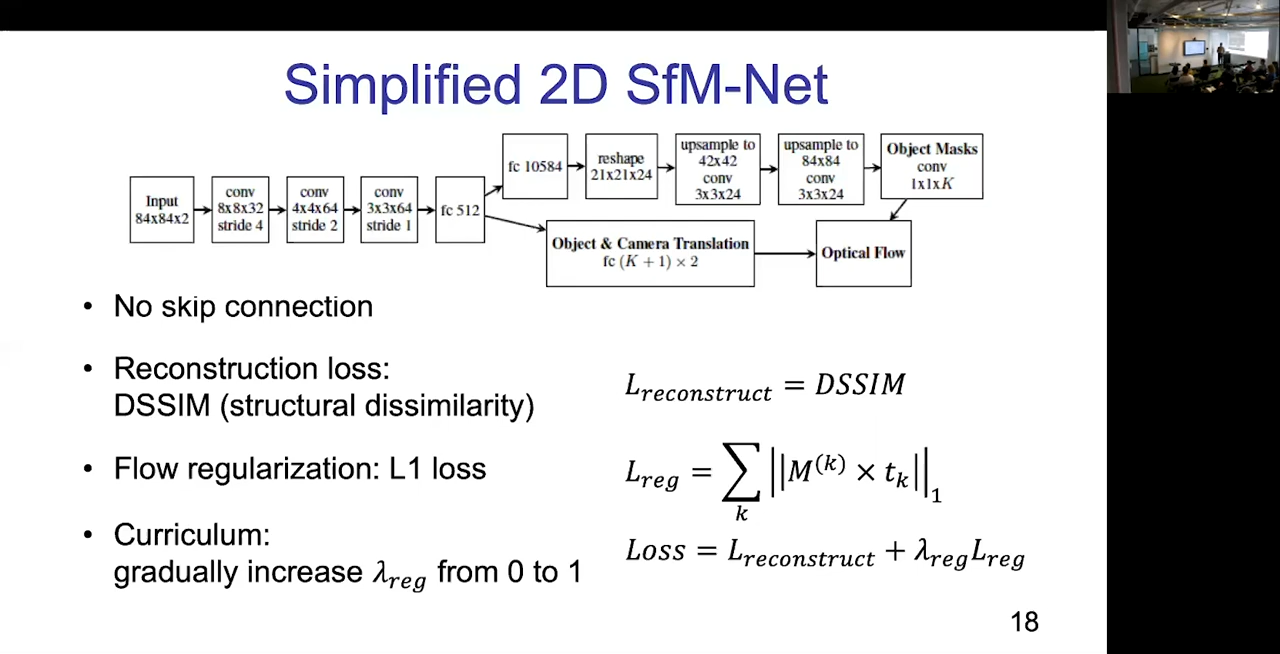 Simplified 2D SfM-Net
Input
84x84x2
conv
8x8x32
stride 4
conv
4x4x64
stride 2
conv
3x3x64
stride 1
fc 512
fc 10584
reshape
21x21x24
upsample to
42x42
conv
3x3x24
upsample to
84x84
conv
3x3x24
Object Masks
conv
1x1xK
Object & Camera Translation
fc (K + 1) × 2
Optical Flow
• No skip connection
• Reconstruction loss:
DSSIM (structural dissimilarity)
L_reconstruct = DSSIM
• Flow regularization: L1 loss
L_reg = ∑_k ||M^(k) × t_k||_1
• Curriculum:
gradually increase λ_reg from 0 to 1
Loss = L_reconstruct + λ_reg L_reg
18